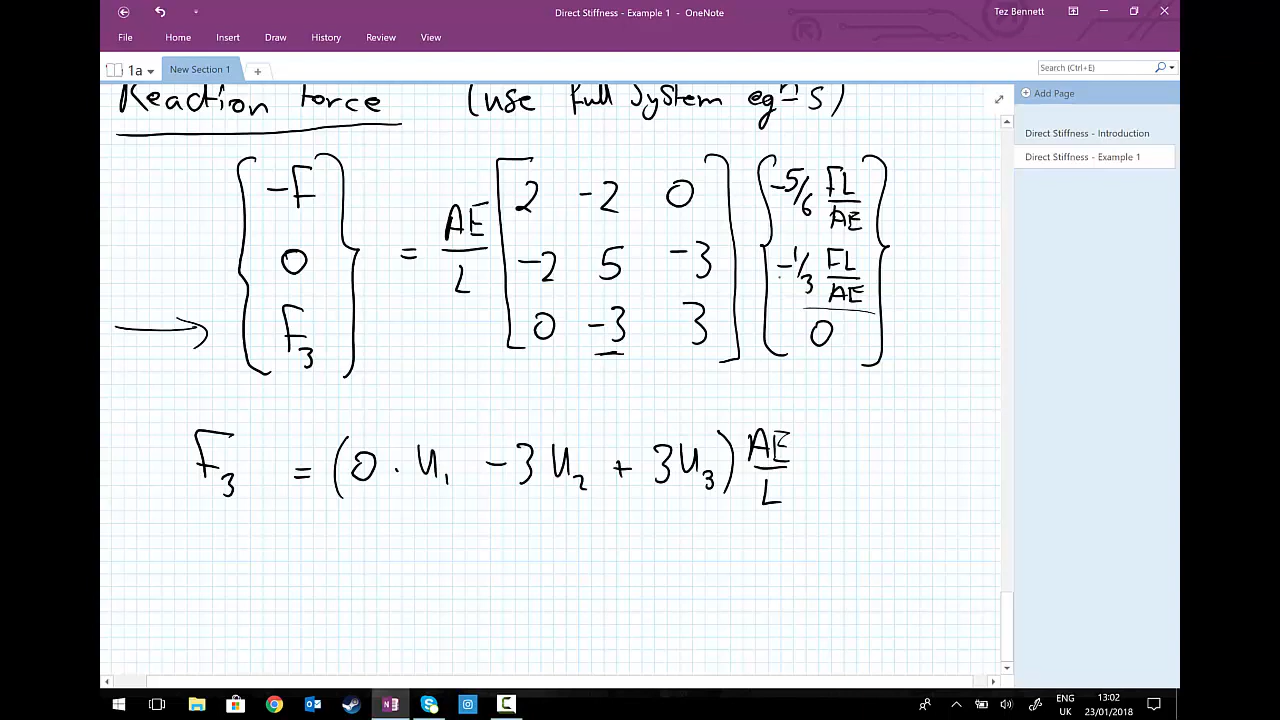 Direct Stiffness - Example 1 - OneNote
Tez Bennett
File Home Insert Draw History Review View
1a New Section 1 +
Search (Ctrl+E)
Add Page
Direct Stiffness - Introduction
Direct Stiffness - Example 1
Reaction force (use full system eqⁿs)
{-F 0 F₃} = AE/L [2 -2 0
-2 5 -3
0 -3 3] {-5/6 FL/AE
-1/3 FL/AE
0}
F₃ = (0 · U₁ - 3U₂ + 3U₃) AE/L
ENG 13:02
UK 23/01/2018